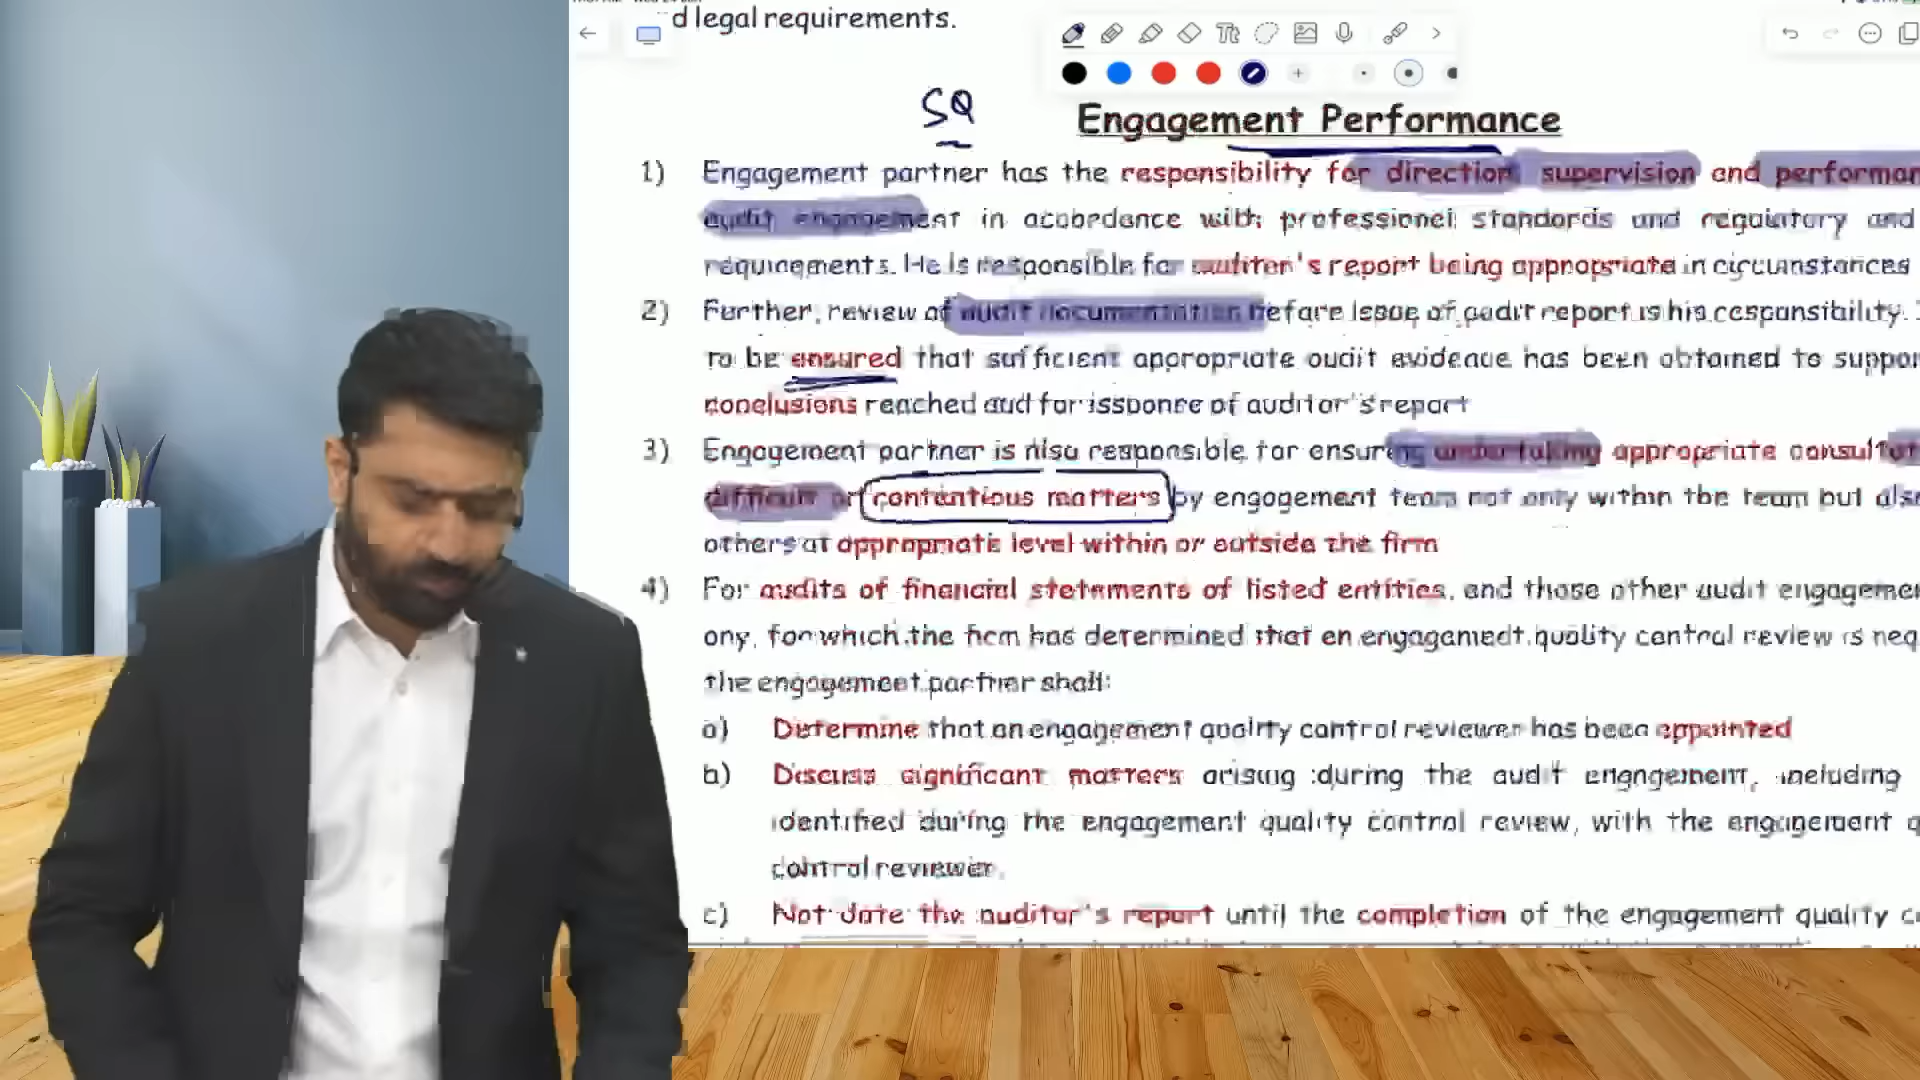 d legal requirements.
SQ
Engagement Performance
1) Engagement partner has the responsibility for direction supervision and performan
audit engagement in accordance with professional standards and regulatory and
requirements. He is responsible for auditor's report being appropriate in circumstances
2) Further, review of audit documentation before issue of audit report is his responsibility.
to be ensured that sufficient appropriate audit evidence has been obtained to suppor
conclusions reached and for issuance of auditor's report
3) Engagement partner is also responsible for ensuring undertaking appropriate consultat
difficult or contentious matters by engagement team not only within the team but also
others at appropriate level within or outside the firm
4) For audits of financial statements of listed entities, and those other audit engagemen
any, for which the firm has determined that an engagement quality control review is req
the engagement partner shall:
a) Determine that an engagement quality control reviewer has been appointed
b) Discuss significant matters arising during the audit engagement, including
identified during the engagement quality control review, with the engagement q
control reviewer.
c) Not date the auditor's report until the completion of the engagement quality c